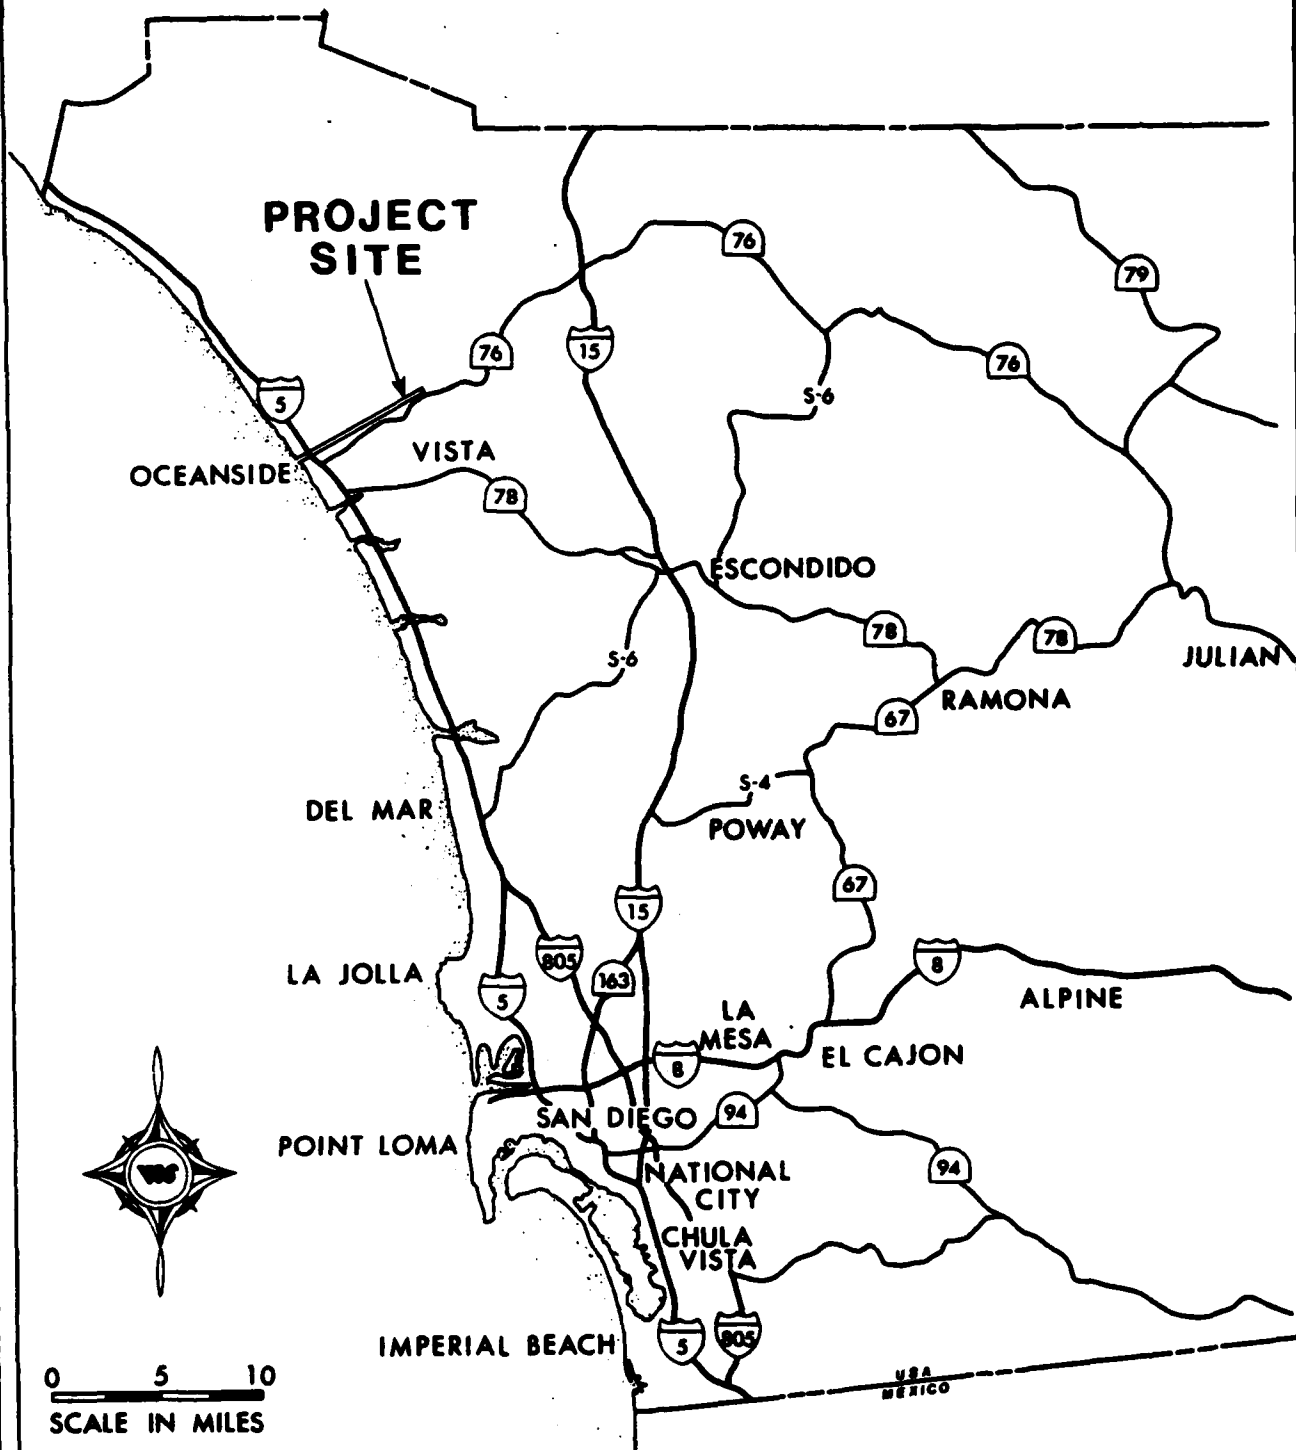 PROJECT
SITE
76
79
76
15
76
5
S-6
VISTA
OCEANSIDE
78
ESCONDIDO
78
78
S-6
JULIAN
RAMONA
67
S-4
DEL MAR
POWAY
67
15
805
8
LA JOLLA
163
5
ALPINE
LA
MESA
EL CAJON
8
SAN DIEGO
94
POINT LOMA
94
NATIONAL
CITY
CHULA
VISTA
IMPERIAL BEACH
5
805
USA
MEXICO
0 5 10
SCALE IN MILES